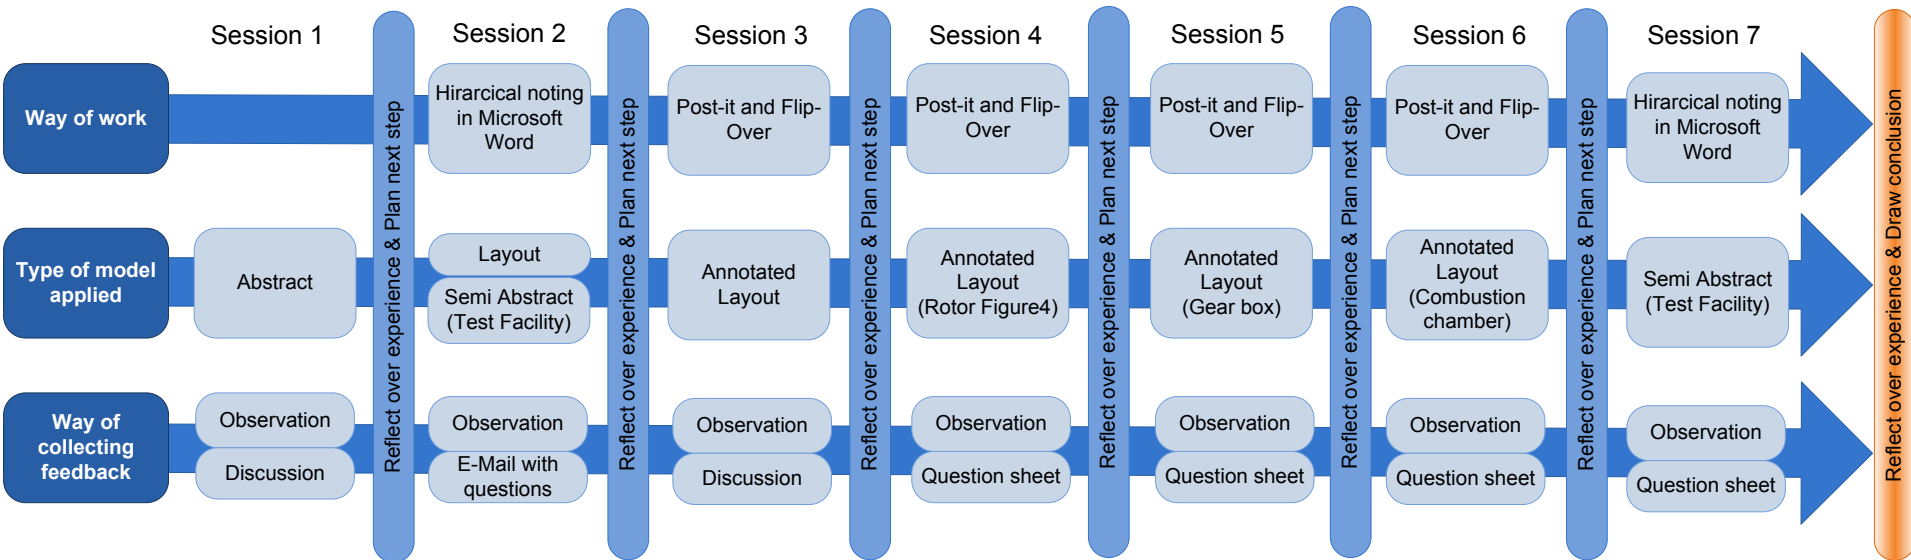 Session 1
Session 2
Session 3
Session 4
Session 5
Session 6
Session 7
Way of work
Hirarcical noting
in Microsoft
Word
Post-it and Flip-
Over
Post-it and Flip-
Over
Post-it and Flip-
Over
Post-it and Flip-
Over
Hirarcical noting
in Microsoft
Word
Type of model
applied
Abstract
Layout
Semi Abstract
(Test Facility)
Annotated
Layout
Annotated
Layout
(Rotor Figure4)
Annotated
Layout
(Gear box)
Annotated
Layout
(Combustion
chamber)
Semi Abstract
(Test Facility)
Way of
collecting
feedback
Observation
Discussion
Observation
E-Mail with
questions
Observation
Discussion
Observation
Question sheet
Observation
Question sheet
Observation
Question sheet
Observation
Question sheet
Reflect over experience & Plan next step
Reflect over experience & Plan next step
Reflect over experience & Plan next step
Reflect over experience & Plan next step
Reflect over experience & Plan next step
Reflect over experience & Plan next step
Reflect over experience & Draw conclusion